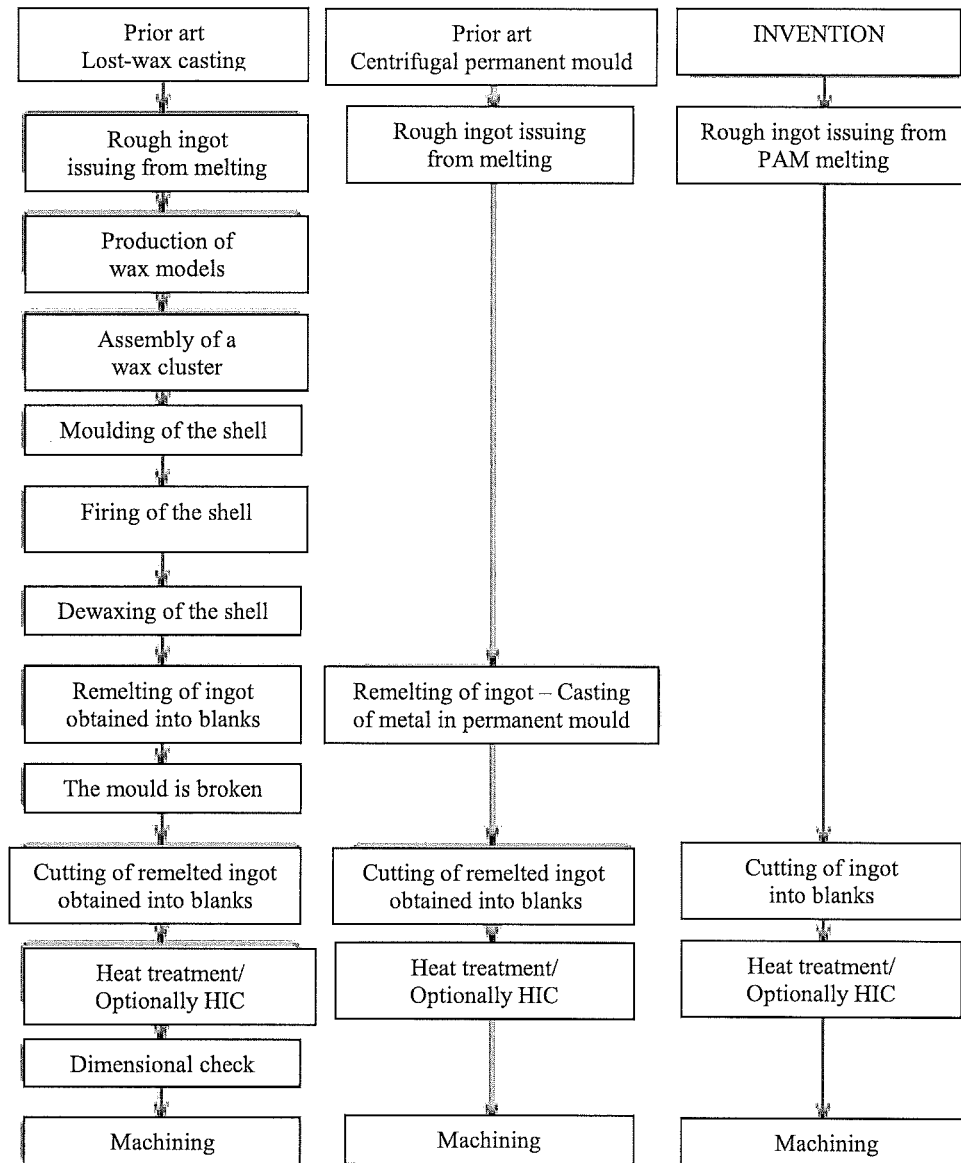 Prior art
Lost-wax casting
Rough ingot
issuing from melting
Production of
wax models
Assembly of a
wax cluster
Moulding of the shell
Firing of the shell
Dewaxing of the shell
Remelting of ingot
obtained into blanks
The mould is broken
Cutting of remelted ingot
obtained into blanks
Heat treatment/
Optionally HIC
Dimensional check
Machining
Prior art
Centrifugal permanent mould
Rough ingot issuing
from melting
Remelting of ingot – Casting
of metal in permanent mould
Cutting of remelted ingot
obtained into blanks
Heat treatment/
Optionally HIC
Machining
INVENTION
Rough ingot issuing from
PAM melting
Cutting of ingot
into blanks
Heat treatment/
Optionally HIC
Machining